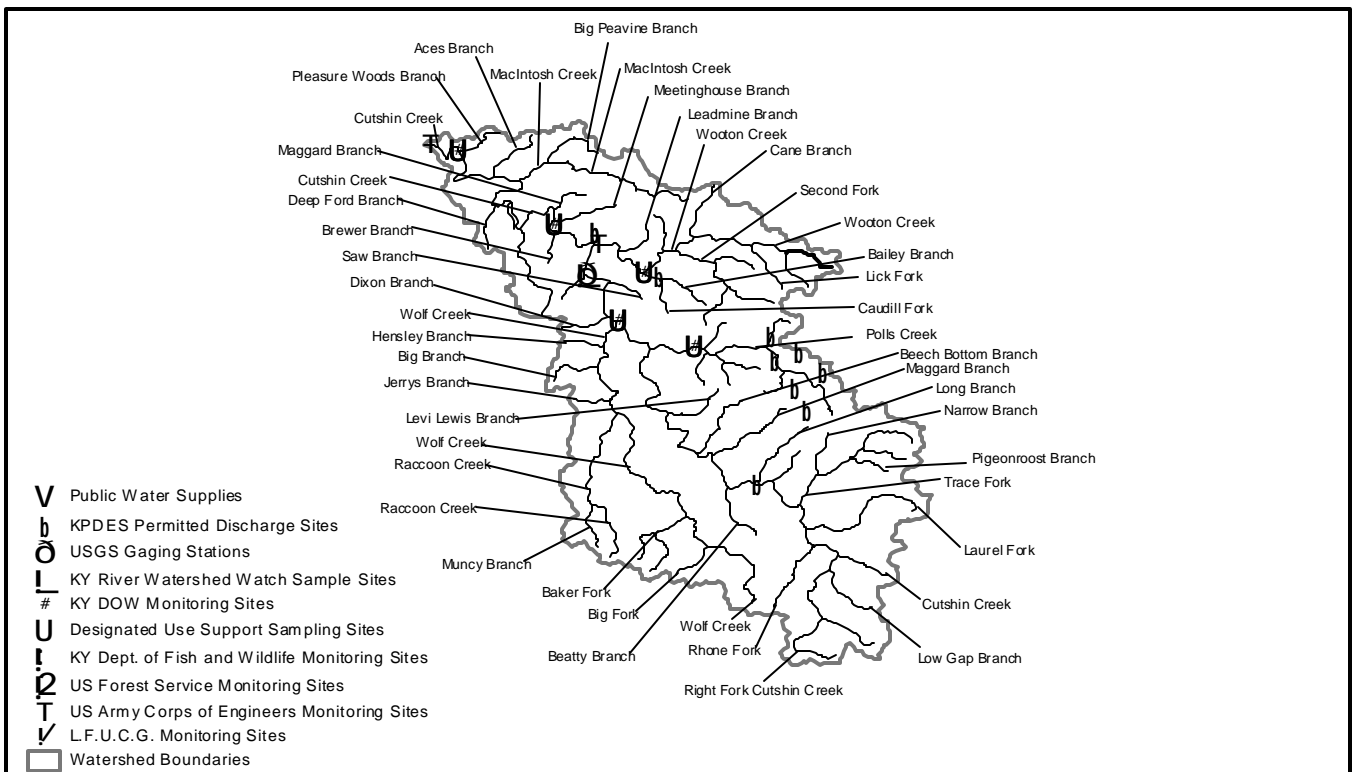 Big Peavine Branch
Aces Branch
MacIntosh Creek
MacIntosh Creek
Pleasure Woods Branch
Meetinghouse Branch
Leadmine Branch
Cutshin Creek
Wooton Creek
Maggard Branch
Cane Branch
Cutshin Creek
Second Fork
Deep Ford Branch
Wooton Creek
Brewer Branch
Bailey Branch
Saw Branch
Lick Fork
Dixon Branch
Caudill Fork
Wolf Creek
Polls Creek
Hensley Branch
Beech Bottom Branch
Big Branch
Maggard Branch
Jerrys Branch
Long Branch
Narrow Branch
Levi Lewis Branch
Wolf Creek
Pigeonroost Branch
Raccoon Creek
Trace Fork
Raccoon Creek
Laurel Fork
Muncy Branch
Baker Fork
Cutshin Creek
Big Fork
Wolf Creek
Rhone Fork
Beatty Branch
Low Gap Branch
Right Fork Cutshin Creek
V Public Water Supplies
b KPDES Permitted Discharge Sites
USGS Gaging Stations
KY River Watershed Watch Sample Sites
# KY DOW Monitoring Sites
U Designated Use Support Sampling Sites
KY Dept. of Fish and Wildlife Monitoring Sites
US Forest Service Monitoring Sites
T US Army Corps of Engineers Monitoring Sites
L.F.U.C.G. Monitoring Sites
Watershed Boundaries